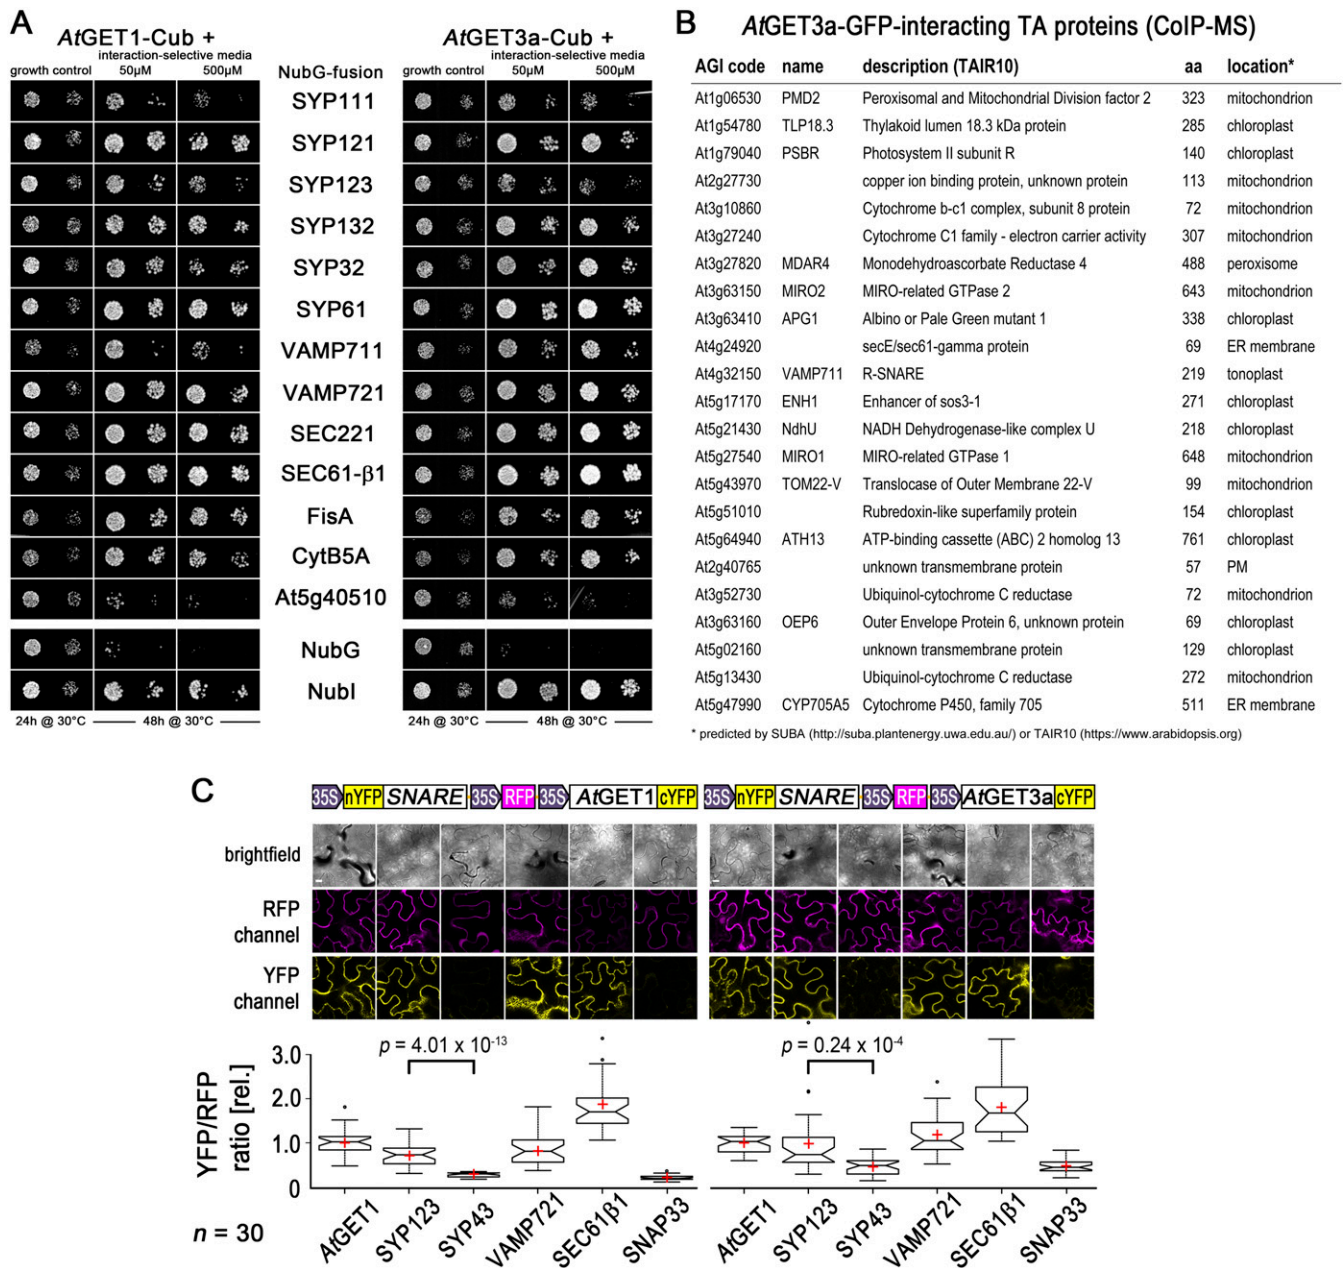 A
AtGET1-Cub +
interaction-selective media
growth control 50µM 500µM
NubG-fusion
AtGET3a-Cub +
interaction-selective media
growth control 50µM 500µM
SYP111
SYP121
SYP123
SYP132
SYP32
SYP61
VAMP711
VAMP721
SEC221
SEC61-β1
FisA
CytB5A
At5g40510
NubG
NubI
24h @ 30°C 48h @ 30°C
24h @ 30°C 48h @ 30°C
B AtGET3a-GFP-interacting TA proteins (CoIP-MS)
AGI code name description (TAIR10) aa location*
At1g06530 PMD2 Peroxisomal and Mitochondrial Division factor 2 323 mitochondrion
At1g54780 TLP18.3 Thylakoid lumen 18.3 kDa protein 285 chloroplast
At1g79040 PSBR Photosystem II subunit R 140 chloroplast
At2g27730 copper ion binding protein, unknown protein 113 mitochondrion
At3g10860 Cytochrome b-c1 complex, subunit 8 protein 72 mitochondrion
At3g27240 Cytochrome C1 family - electron carrier activity 307 mitochondrion
At3g27820 MDAR4 Monodehydroascorbate Reductase 4 488 peroxisome
At3g63150 MIRO2 MIRO-related GTPase 2 643 mitochondrion
At3g63410 APG1 Albino or Pale Green mutant 1 338 chloroplast
At4g24920 secE/sec61-gamma protein 69 ER membrane
At4g32150 VAMP711 R-SNARE 219 tonoplast
At5g17170 ENH1 Enhancer of sos3-1 271 chloroplast
At5g21430 NdhU NADH Dehydrogenase-like complex U 218 chloroplast
At5g27540 MIRO1 MIRO-related GTPase 1 648 mitochondrion
At5g43970 TOM22-V Translocase of Outer Membrane 22-V 99 mitochondrion
At5g51010 Rubredoxin-like superfamily protein 154 chloroplast
At5g64940 ATH13 ATP-binding cassette (ABC) 2 homolog 13 761 chloroplast
At2g40765 unknown transmembrane protein 57 PM
At3g52730 Ubiquinol-cytochrome C reductase 72 mitochondrion
At3g63160 OEP6 Outer Envelope Protein 6, unknown protein 69 chloroplast
At5g02160 unknown transmembrane protein 129 chloroplast
At5g13430 Ubiquinol-cytochrome C reductase 272 mitochondrion
At5g47990 CYP705A5 Cytochrome P450, family 705 511 ER membrane
* predicted by SUBA (http://suba.plantenergy.uwa.edu.au/) or TAIR10 (https://www.arabidopsis.org)
C
35S nYFP SNARE 35S RFP 35S AtGET1 cYFP
35S nYFP SNARE 35S RFP 35S AtGET3a cYFP
brightfield
RFP
channel
YFP
channel
p = 4.01 x 10-13
p = 0.24 x 10-4
YFP/RFP
ratio [rel.]
3.0
2.0
1.0
0
AtGET1 SYP123 SYP43 VAMP721 SEC61β1 SNAP33
AtGET1 SYP123 SYP43 VAMP721 SEC61β1 SNAP33
n = 30